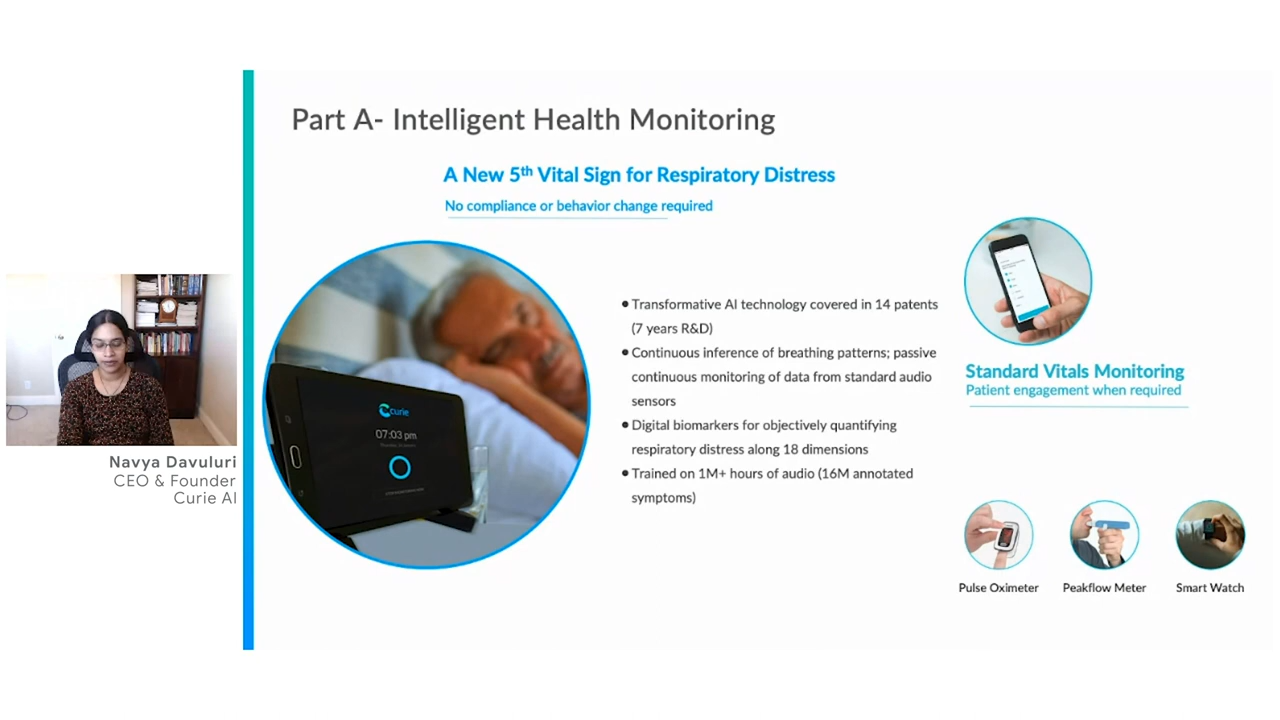 Part A- Intelligent Health Monitoring
A New 5th Vital Sign for Respiratory Distress
No compliance or behavior change required
curie
07:03 pm
• Transformative AI technology covered in 14 patents
(7 years R&D)
• Continuous inference of breathing patterns; passive
continuous monitoring of data from standard audio
sensors
• Digital biomarkers for objectively quantifying
respiratory distress along 18 dimensions
• Trained on 1M+ hours of audio (16M annotated
symptoms)
Standard Vitals Monitoring
Patient engagement when required
Pulse Oximeter
Peakflow Meter
Smart Watch
Navya Davuluri
CEO & Founder
Curie AI